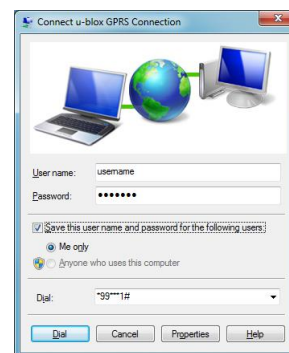 Connect u-blox GPRS Connection
User name:
username
Password:
•••••••
Save this user name and password for the following users:
Me only
Anyone who uses this computer
Dial:
*99***1#
Dial
Cancel
Properties
Help